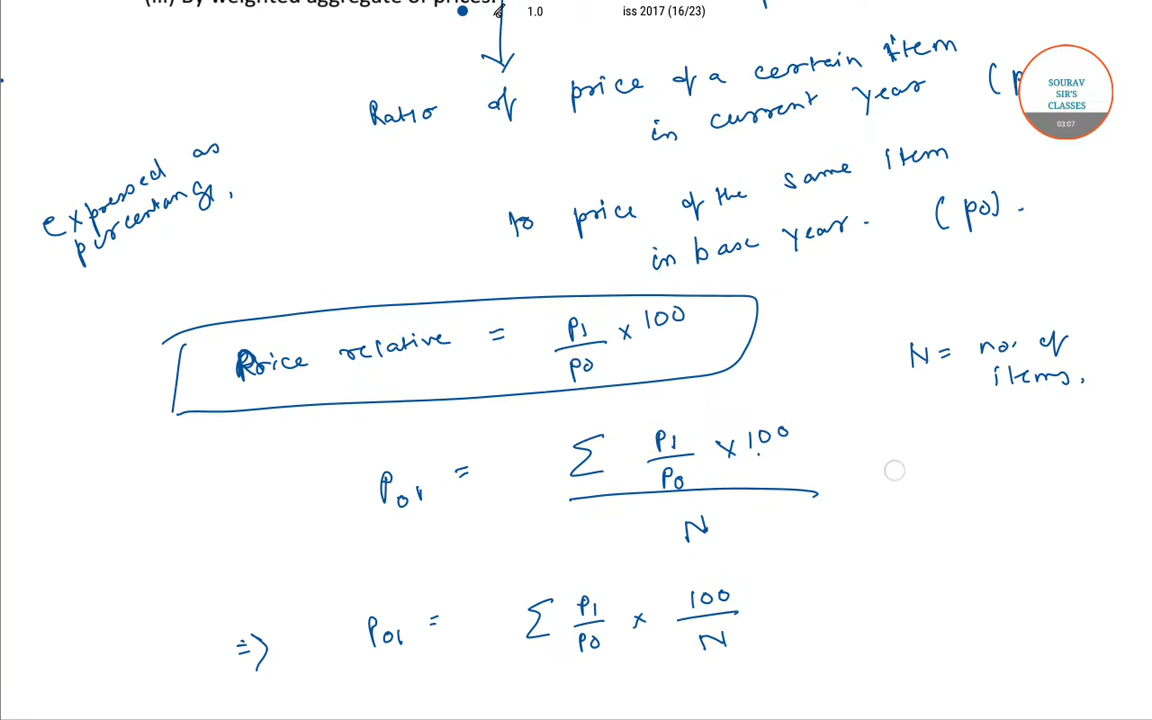 by weighted aggregate of prices.
1.0 iss 2017 (16/23)
Ratio of price of a certain item
in current year (p
SOURAV
SIR'S
CLASSES
03:07
expressed as
percentang.
to price of the same item
in base year. (p0).
Price relative = p1/p0 × 100
N = no. of
items.
P01 = Σ p1/p0 × 100 / N
⇒ P01 = Σ p1/p0 × 100/N